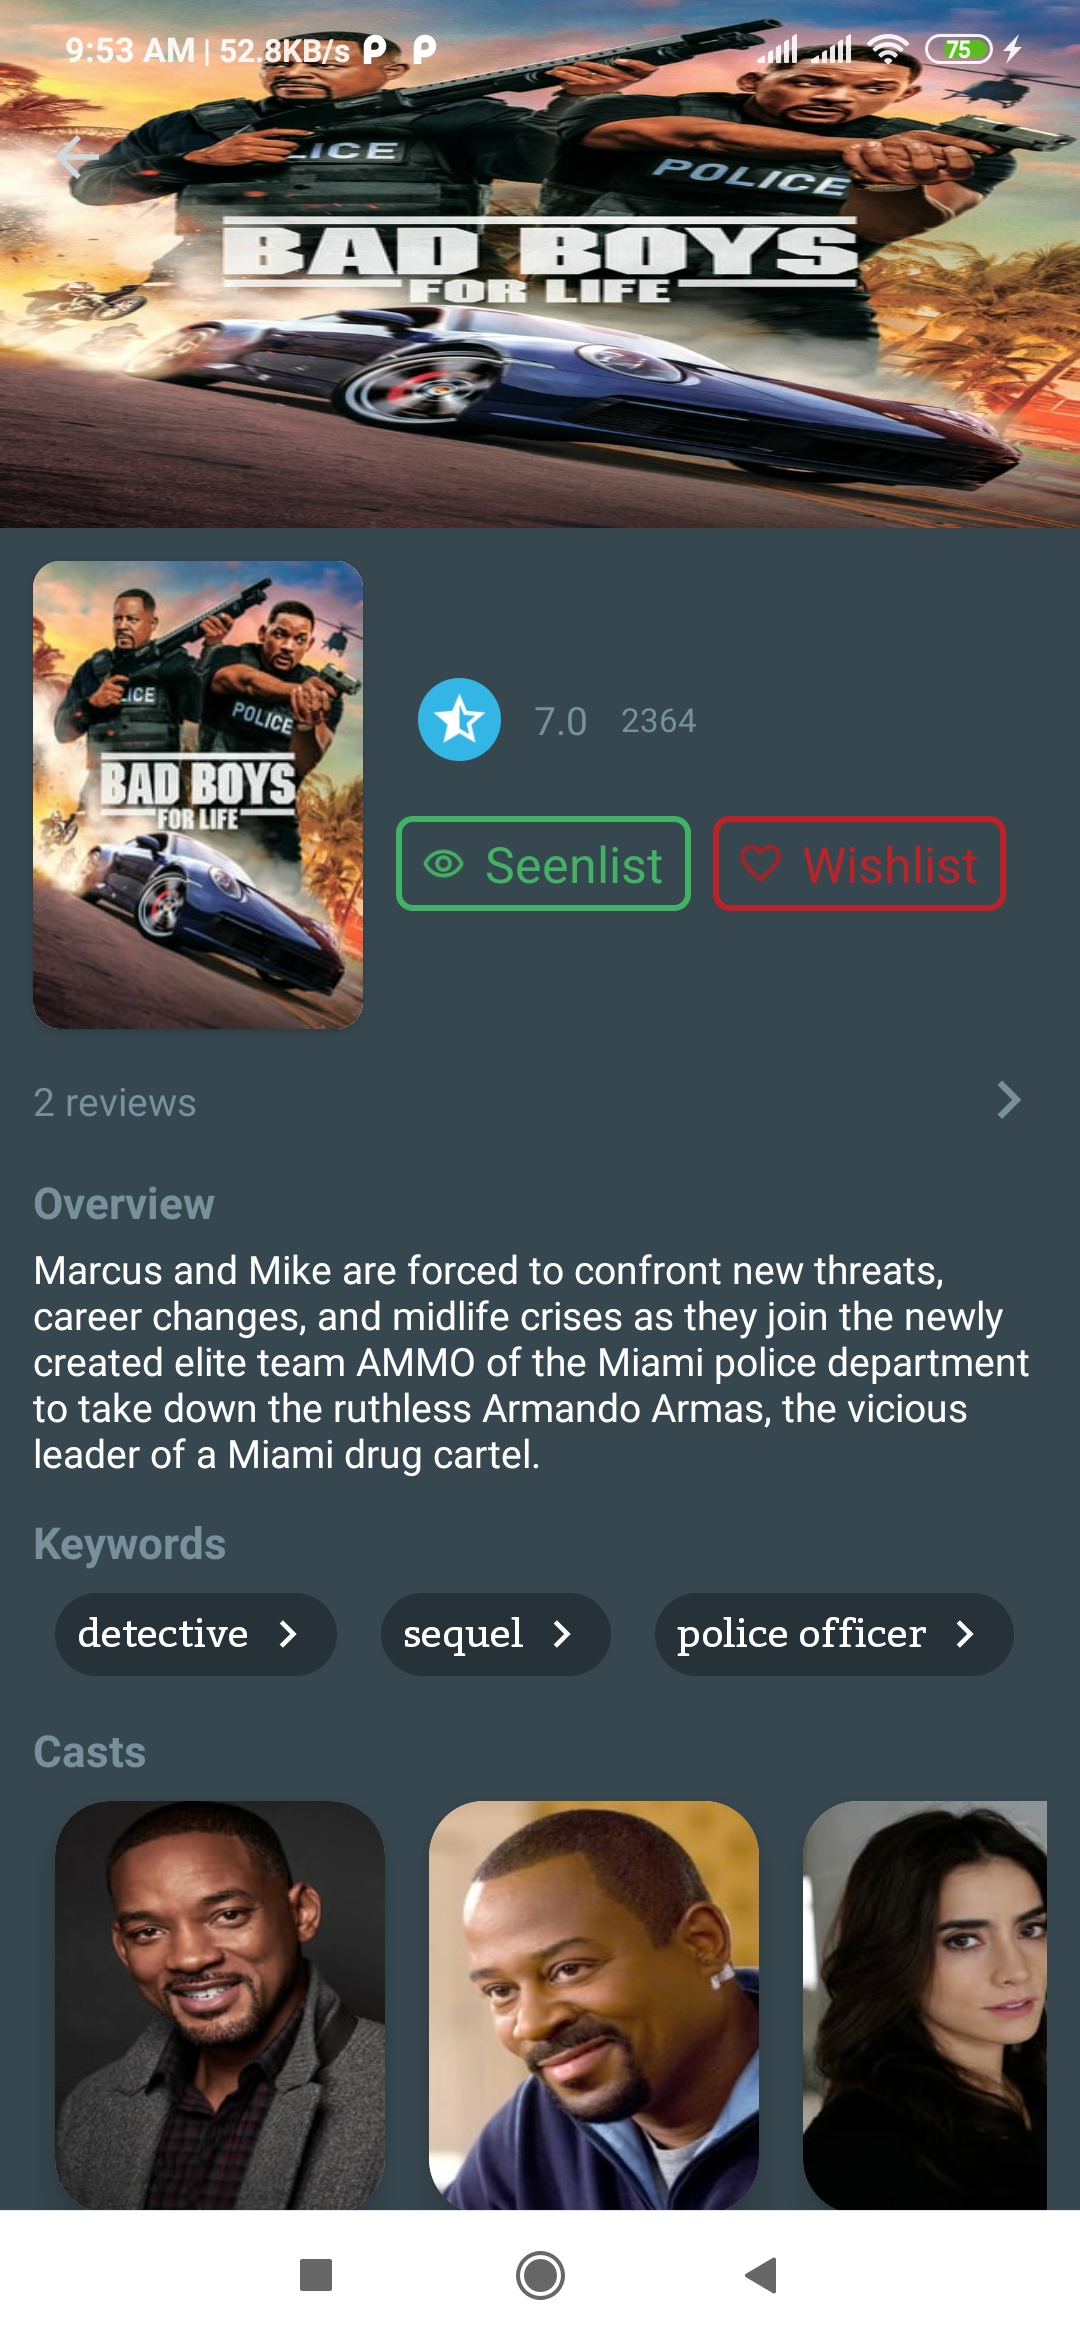 9:53 AM | 52.8KB/s
75
LICE
POLICE
BAD BOYS
FOR LIFE
LICE
POLICE
BAD BOYS
FOR LIFE
7.0 2364
Seenlist Wishlist
2 reviews
Overview
Marcus and Mike are forced to confront new threats,
career changes, and midlife crises as they join the newly
created elite team AMMO of the Miami police department
to take down the ruthless Armando Armas, the vicious
leader of a Miami drug cartel.
Keywords
detective sequel police officer
Casts